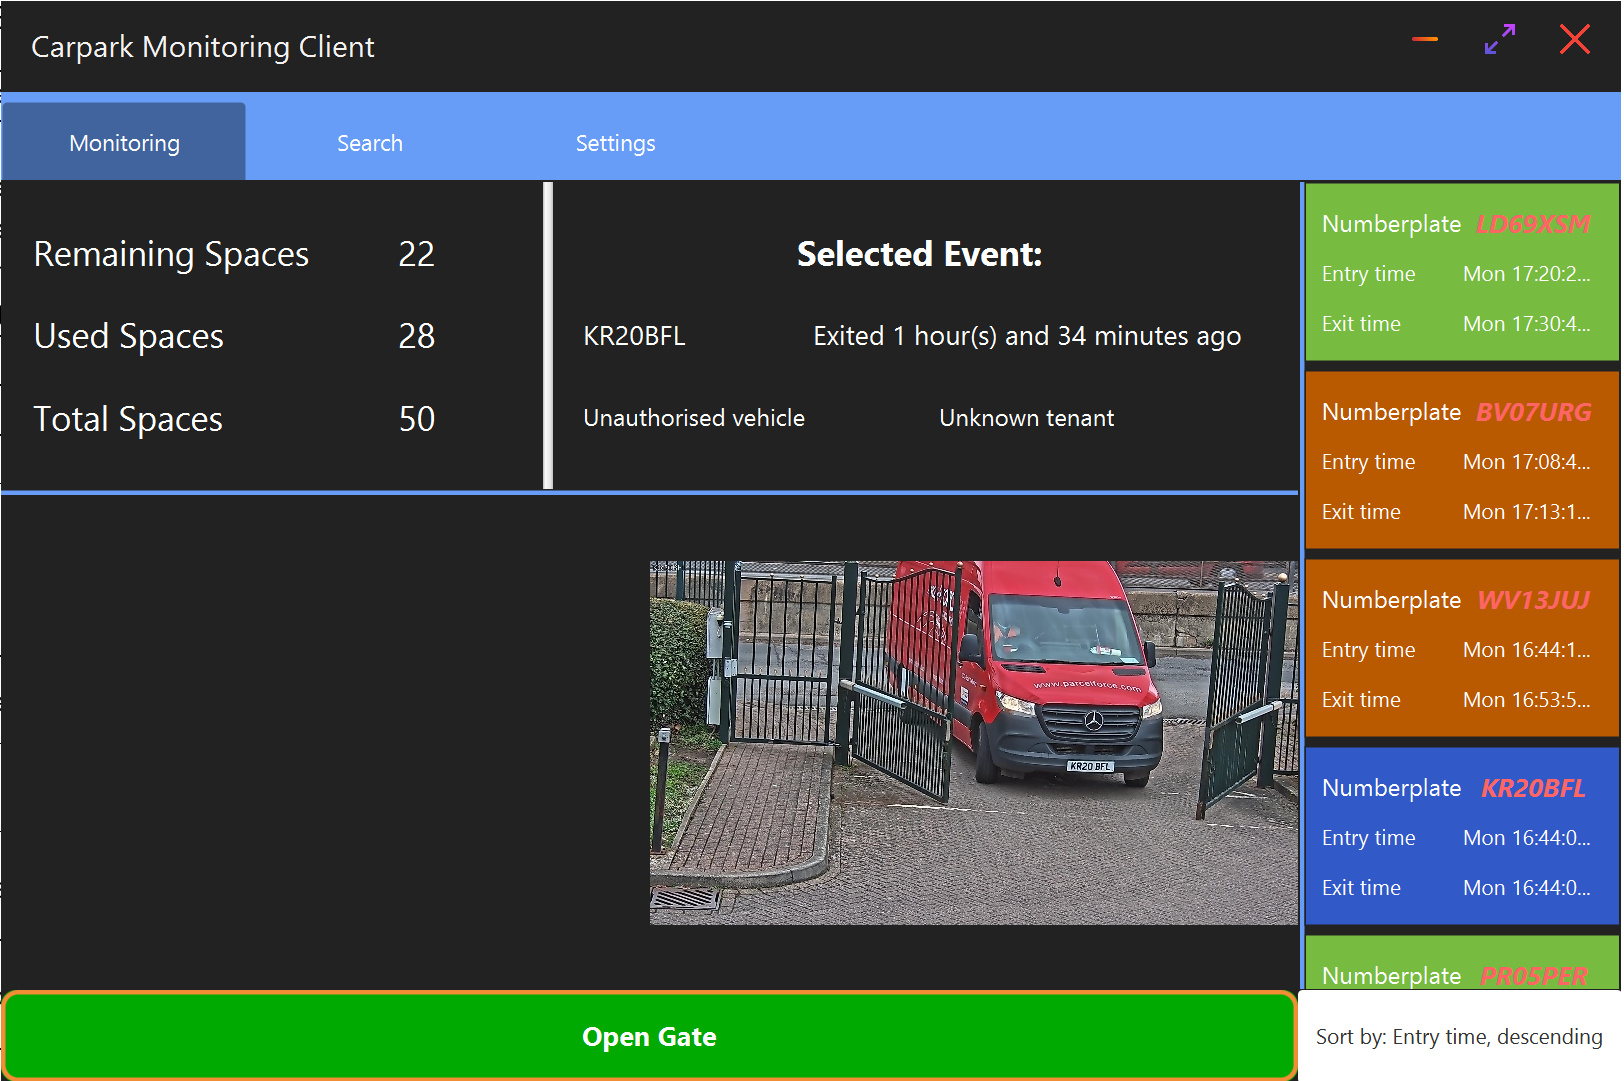 Carpark Monitoring Client
Monitoring Search Settings
Remaining Spaces 22
Used Spaces 28
Total Spaces 50
Selected Event:
KR20BFL Exited 1 hour(s) and 34 minutes ago
Unauthorised vehicle Unknown tenant
www.parcelforce.com
KR20 BFL
Numberplate LD69XSM
Entry time Mon 17:20:2...
Exit time Mon 17:30:4...
Numberplate BV07URG
Entry time Mon 17:08:4...
Exit time Mon 17:13:1...
Numberplate WV13JUJ
Entry time Mon 16:44:1...
Exit time Mon 16:53:5...
Numberplate KR20BFL
Entry time Mon 16:44:0...
Exit time Mon 16:44:0...
Numberplate PR05PER
Open Gate
Sort by: Entry time, descending